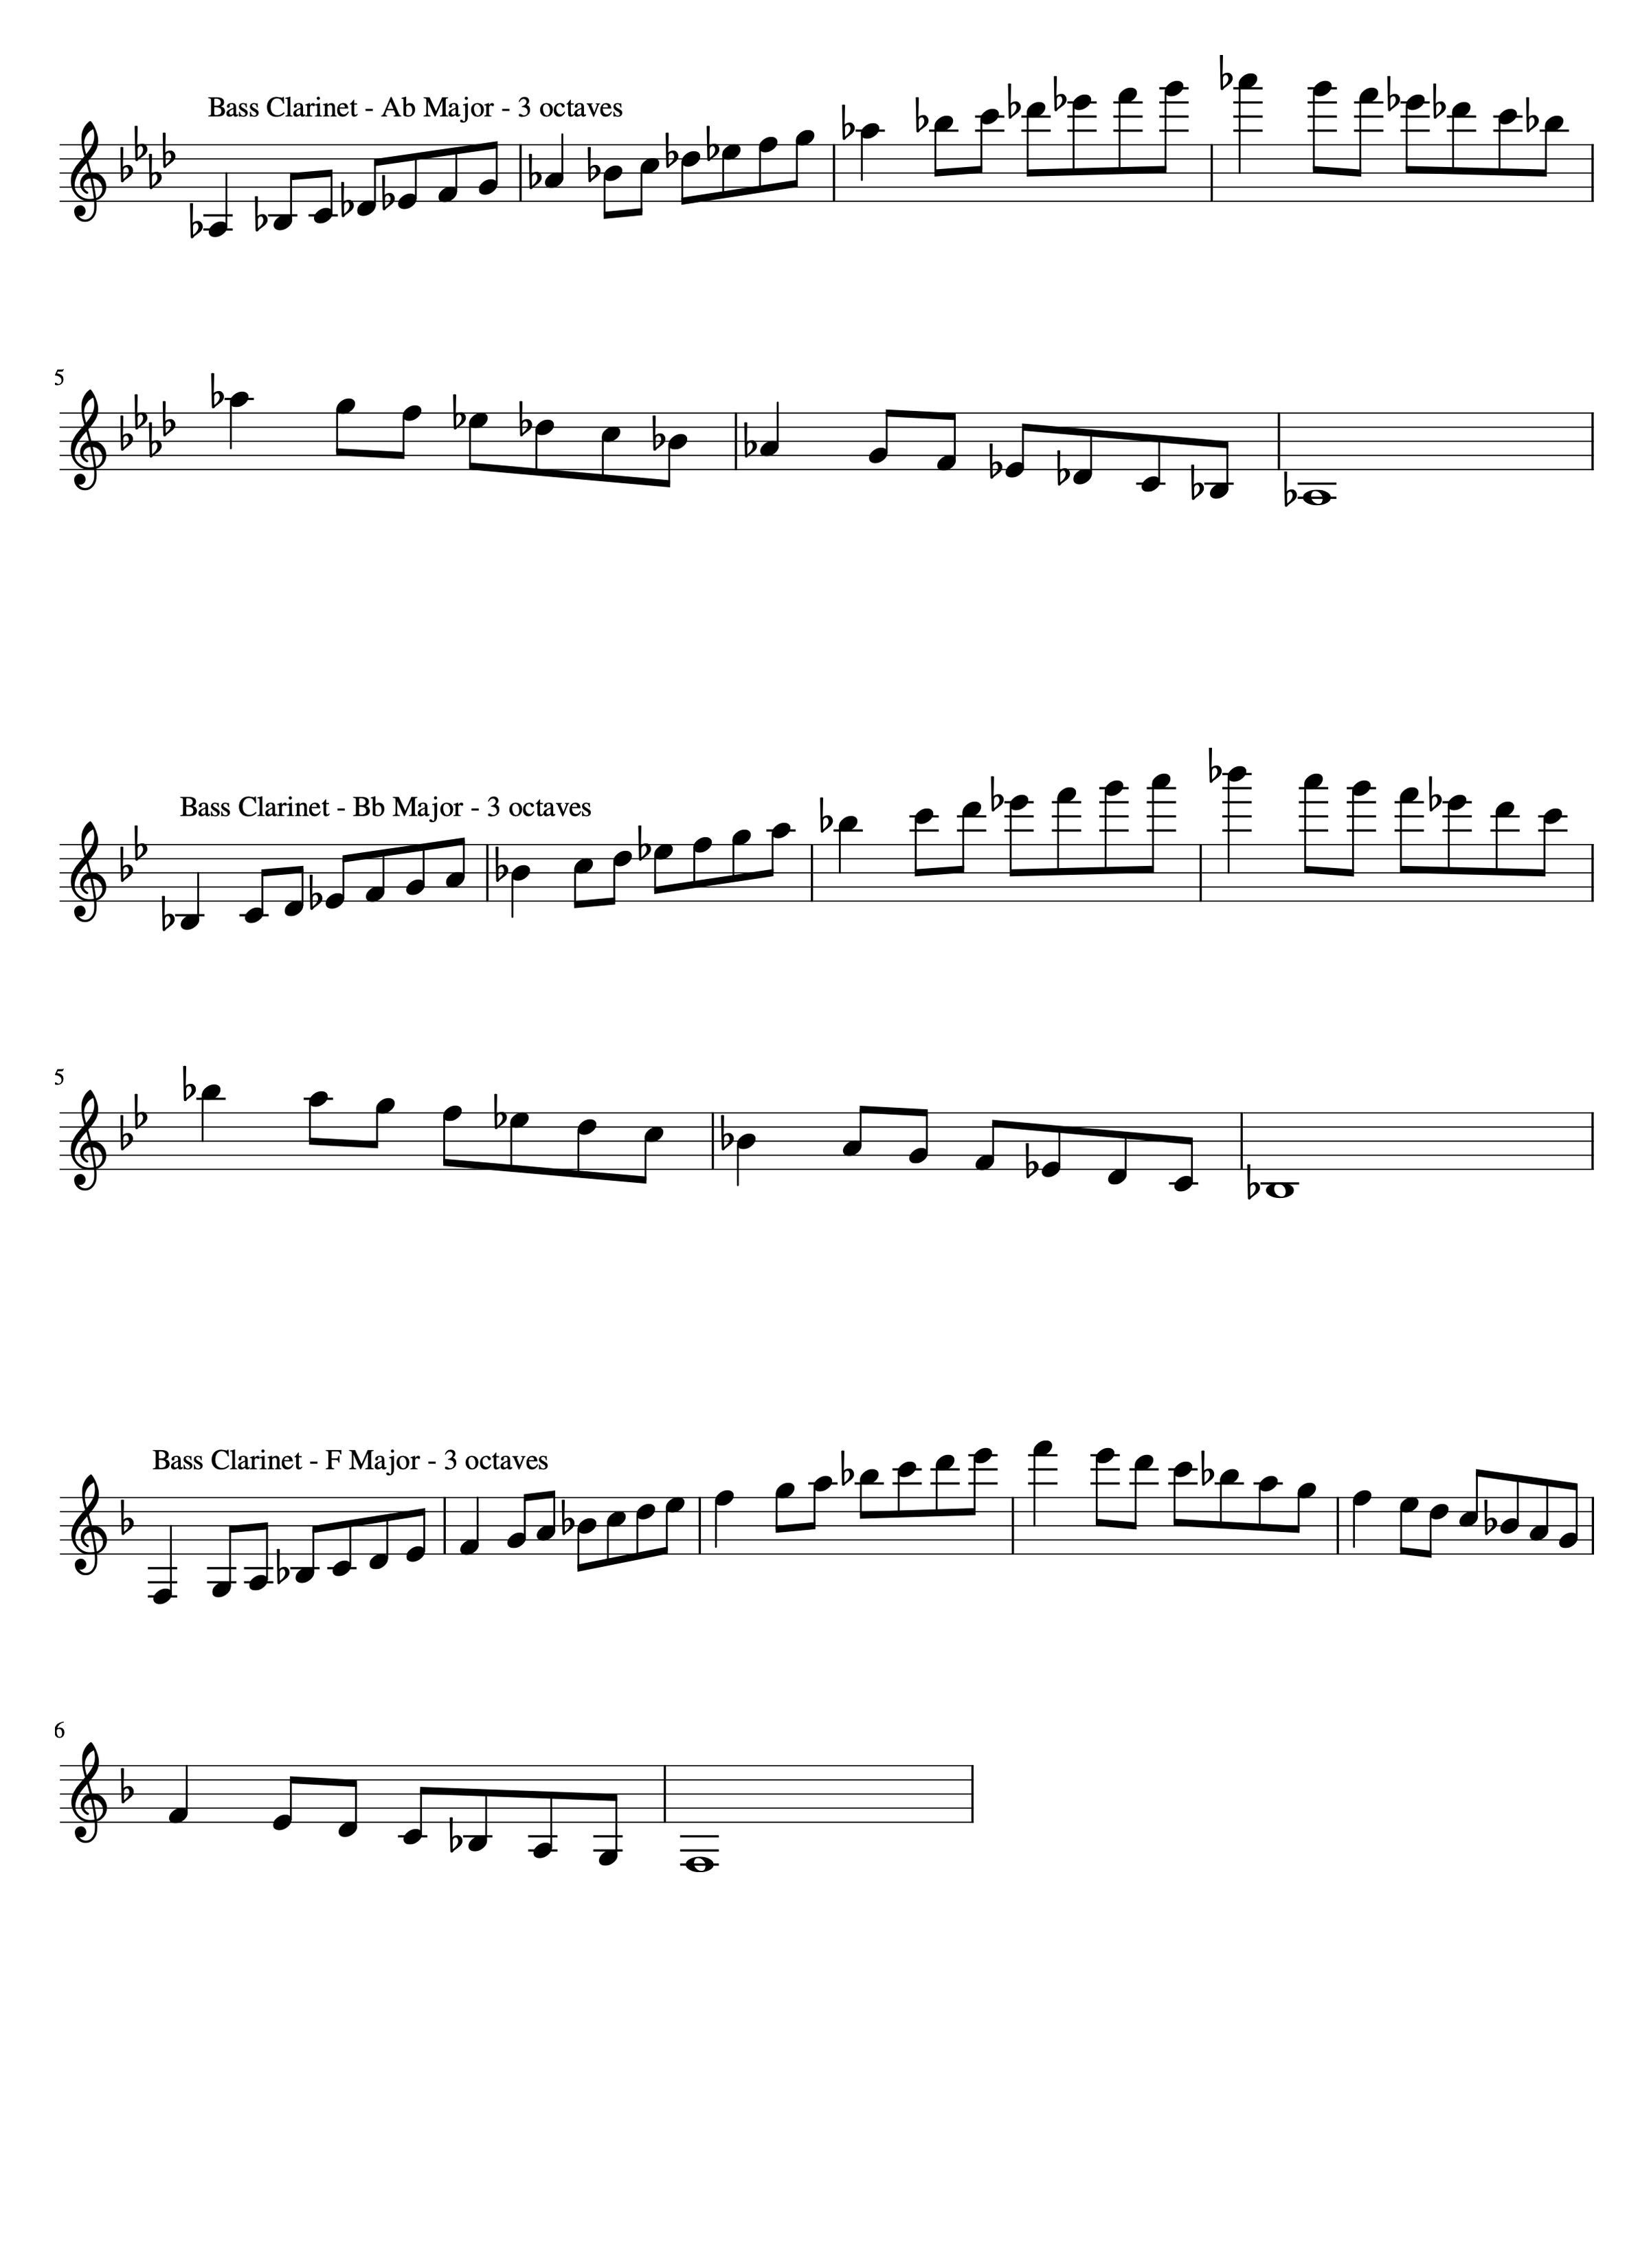 Bass Clarinet - Ab Major - 3 octaves
5
Bass Clarinet - Bb Major - 3 octaves
5
Bass Clarinet - F Major - 3 octaves
6